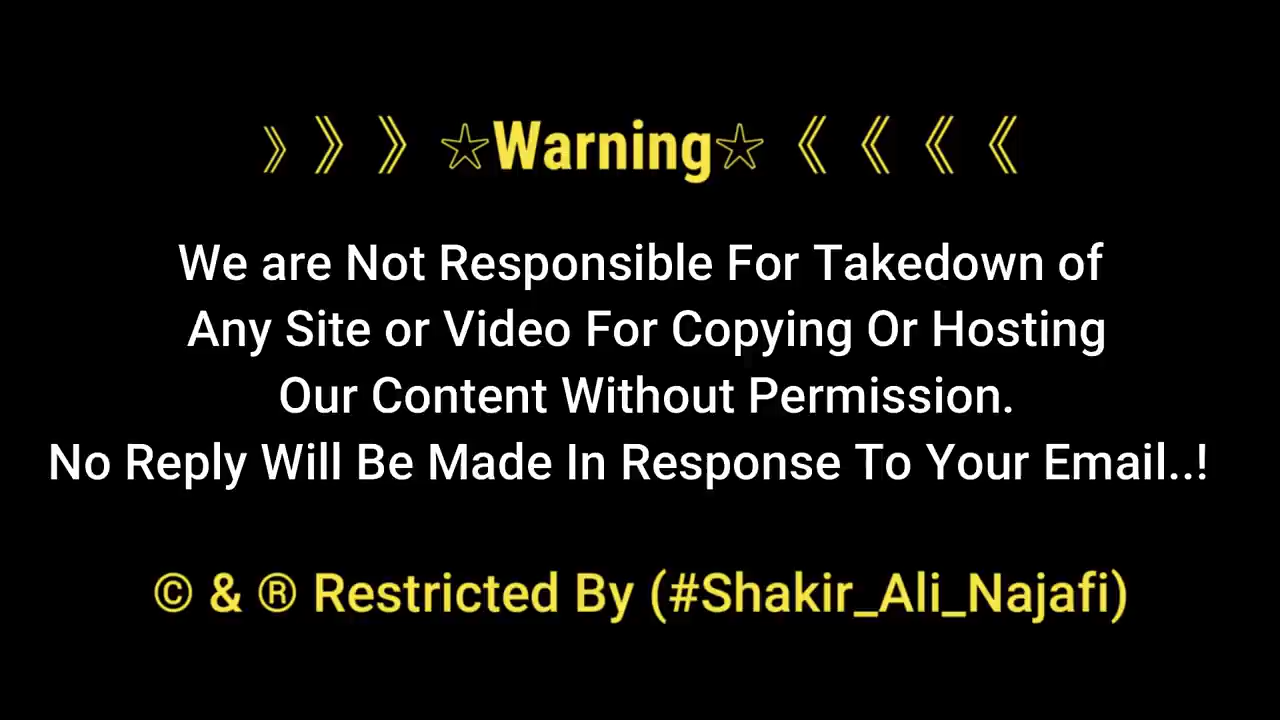 》 》 》 ☆Warning☆ 《 《 《 《
We are Not Responsible For Takedown of
Any Site or Video For Copying Or Hosting
Our Content Without Permission.
No Reply Will Be Made In Response To Your Email..!
© & ® Restricted By (#Shakir_Ali_Najafi)